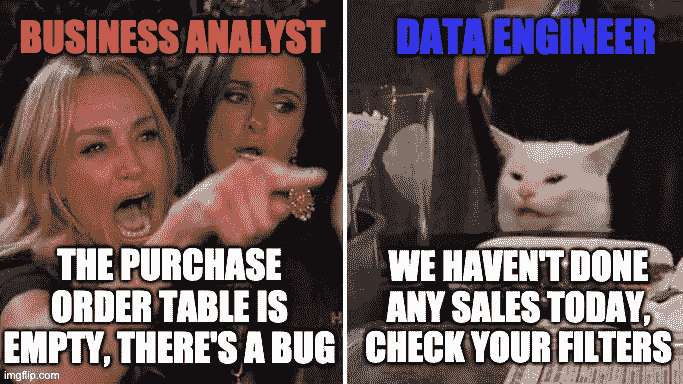 BUSINESS ANALYST
DATA ENGINEER
THE PURCHASE
ORDER TABLE IS
EMPTY, THERE'S A BUG
WE HAVEN'T DONE
ANY SALES TODAY,
CHECK YOUR FILTERS
imgflip.com